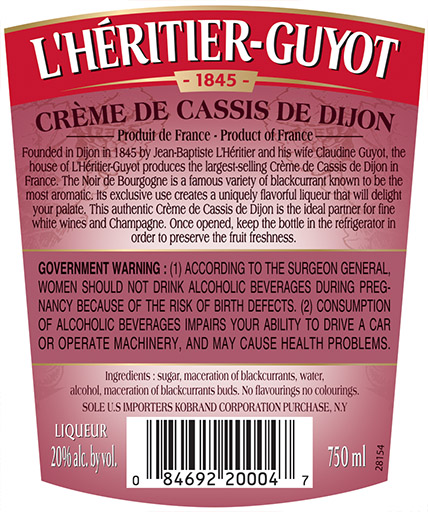 L'HÉRITIER-GUYOT
- 1845 -
CRÈME DE CASSIS DE DIJON
Produit de France - Product of France
Founded in Dijon in 1845 by Jean-Baptiste L'Héritier and his wife Claudine Guyot, the
house of L'Héritier-Guyot produces the largest-selling Crème de Cassis de Dijon in
France. The Noir de Bourgogne is a famous variety of blackcurrant known to be the
most aromatic. Its exclusive use creates a uniquely flavorful liqueur that will delight
your palate. This authentic Crème de Cassis de Dijon is the ideal partner for fine
white wines and Champagne. Once opened, keep the bottle in the refrigerator in
order to preserve the fruit freshness.
GOVERNMENT WARNING : (1) ACCORDING TO THE SURGEON GENERAL,
WOMEN SHOULD NOT DRINK ALCOHOLIC BEVERAGES DURING PREG-
NANCY BECAUSE OF THE RISK OF BIRTH DEFECTS. (2) CONSUMPTION
OF ALCOHOLIC BEVERAGES IMPAIRS YOUR ABILITY TO DRIVE A CAR
OR OPERATE MACHINERY, AND MAY CAUSE HEALTH PROBLEMS.
Ingredients : sugar, maceration of blackcurrants, water,
alcohol, maceration of blackcurrants buds. No flavourings no colourings.
SOLE U.S IMPORTERS KOBRAND CORPORATION PURCHASE, N.Y
LIQUEUR
20% alc. by vol.
0 84692 20004 7
750 ml
28154